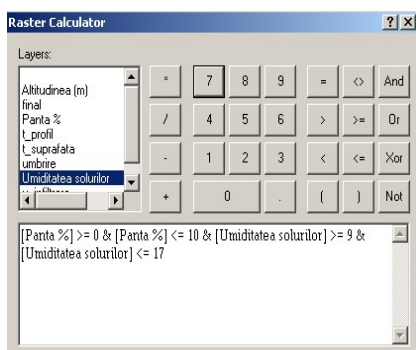 Raster Calculator
? ×
Layers:
Altitudinea (m)
final
Panta %
t_profil
t_suprafata
umbrire
Umiditatea solurilor
* 7 8 9 = <> And
/ 4 5 6 > >= Or
- 1 2 3 < <= Xor
+ 0 . ( ) Not
[Panta %] >= 0 & [Panta %] <= 10 & [Umiditatea solurilor] >= 9 &
[Umiditatea solurilor] <= 17